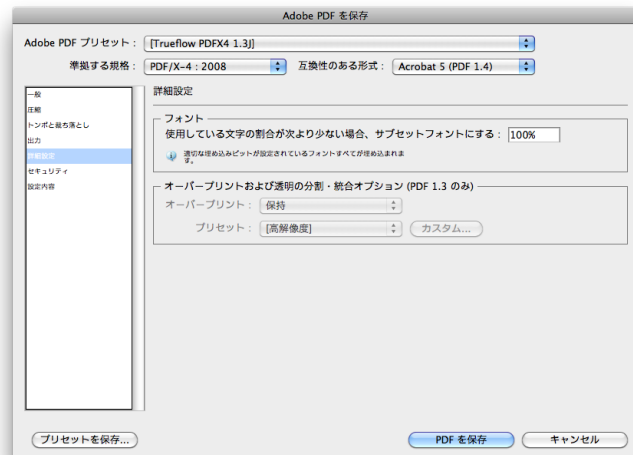 Adobe PDF を保存
Adobe PDF プリセット： [Trueflow PDFX4 1.3J]
準拠する規格： PDF/X-4 : 2008 互換性のある形式： Acrobat 5 (PDF 1.4)
一般
圧縮
トンボと裁ち落とし
出力
詳細設定
セキュリティ
設定内容
詳細設定
フォント
使用している文字の割合が次より少ない場合、サブセットフォントにする： 100%
適切な埋め込みビットが設定されているフォントすべてが埋め込まれま
す。
オーバープリントおよび透明の分割・統合オプション (PDF 1.3 のみ)
オーバープリント： 保持
プリセット： [高解像度] カスタム...
プリセットを保存... PDF を保存 キャンセル